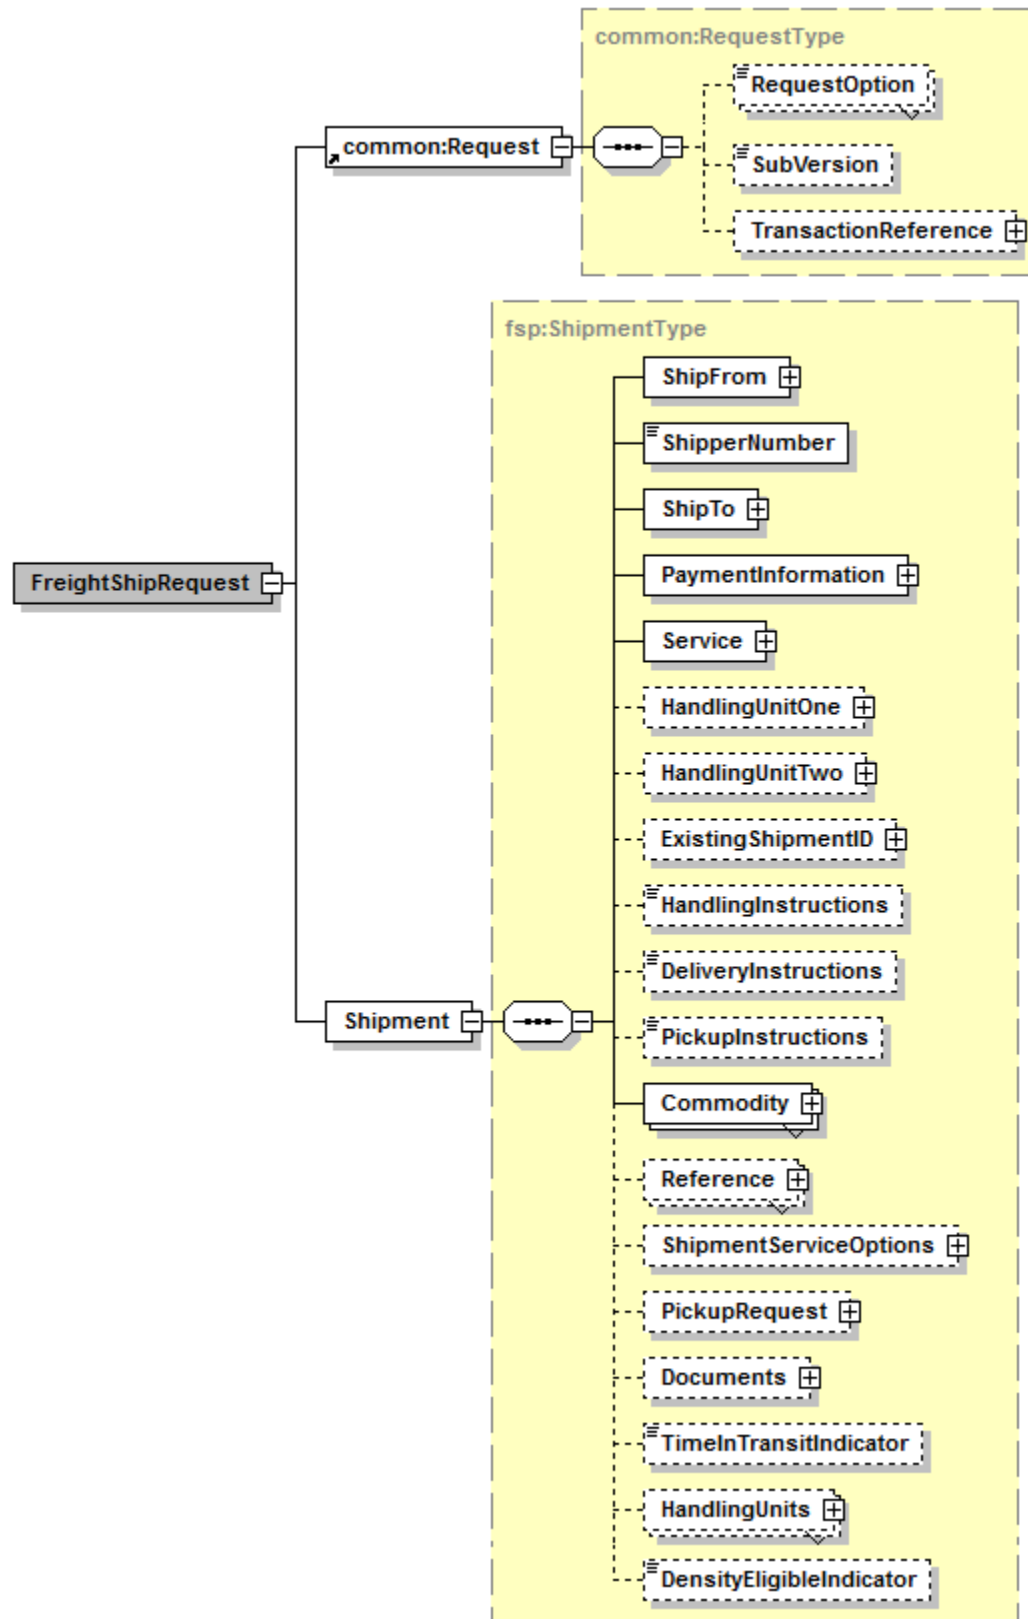 common:RequestType
RequestOption
common:Request
SubVersion
TransactionReference
fsp:ShipmentType
ShipFrom
ShipperNumber
ShipTo
FreightShipRequest
PaymentInformation
Service
HandlingUnitOne
HandlingUnitTwo
ExistingShipmentID
HandlingInstructions
DeliveryInstructions
Shipment
PickupInstructions
Commodity
Reference
ShipmentServiceOptions
PickupRequest
Documents
TimeInTransitIndicator
HandlingUnits
DensityEligibleIndicator